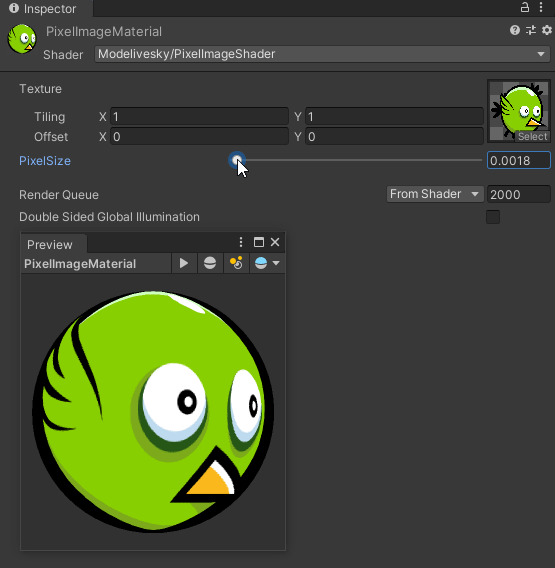 Inspector
PixelImageMaterial
Shader Modelivesky/PixelImageShader
Texture
Tiling X 1 Y 1
Offset X 0 Y 0
Select
PixelSize 0.0018
Render Queue From Shader 2000
Double Sided Global Illumination
Preview
PixelImageMaterial